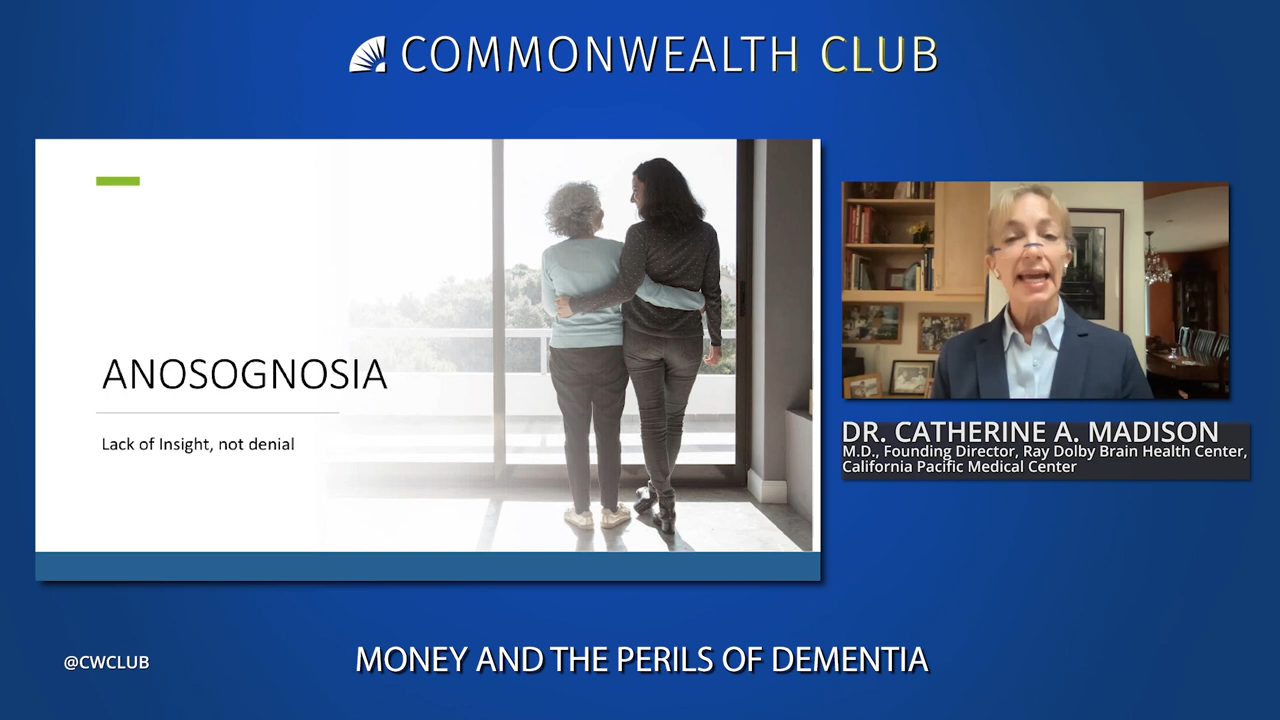 COMMONWEALTH CLUB
ANOSOGNOSIA
Lack of Insight, not denial
DR. CATHERINE A. MADISON
M.D., Founding Director, Ray Dolby Brain Health Center,
California Pacific Medical Center
@CWCLUB
MONEY AND THE PERILS OF DEMENTIA